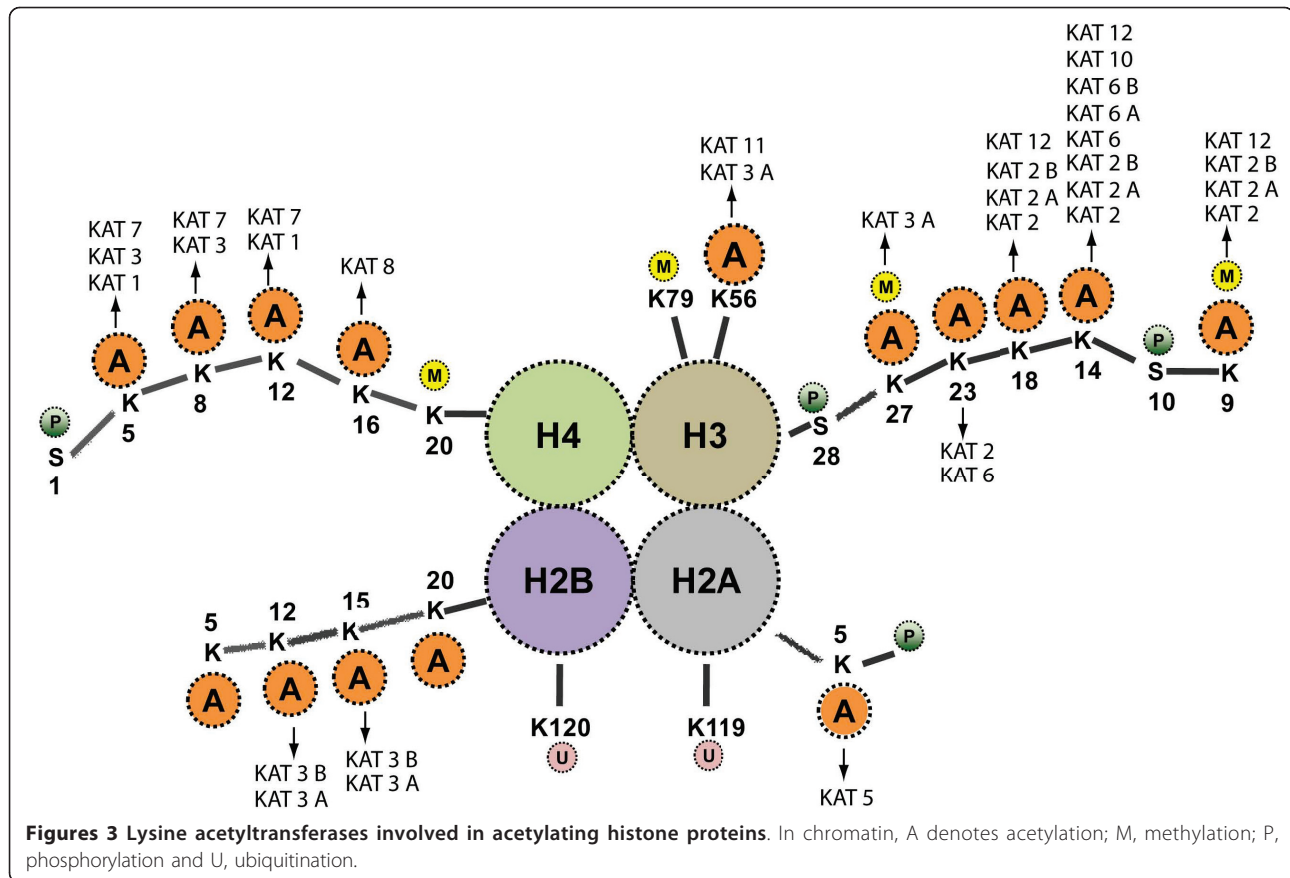 KAT 7
KAT 3
KAT 1
KAT 7
KAT 3
KAT 7
KAT 1
KAT 8
KAT 11
KAT 3 A
KAT 3 A
KAT 12
KAT 2 B
KAT 2 A
KAT 2
KAT 12
KAT 10
KAT 6 B
KAT 6 A
KAT 6
KAT 2 B
KAT 2 A
KAT 2
KAT 12
KAT 2 B
KAT 2 A
KAT 2
P
S
1
A
K
5
A
K
8
A
K
12
A
K
16
M
K
20
H4
M
K79
A
K56
H3
P
S
28
M
A
K
27
A
K
23
KAT 2
KAT 6
A
K
18
A
K
14
P
S
10
M
A
K
9
H2B
H2A
5
K
A
12
K
A
KAT 3 B
KAT 3 A
15
K
A
KAT 3 B
KAT 3 A
20
K
A
K120
U
K119
U
5
K
P
A
KAT 5
Figures 3 Lysine acetyltransferases involved in acetylating histone proteins. In chromatin, A denotes acetylation; M, methylation; P,
phosphorylation and U, ubiquitination.